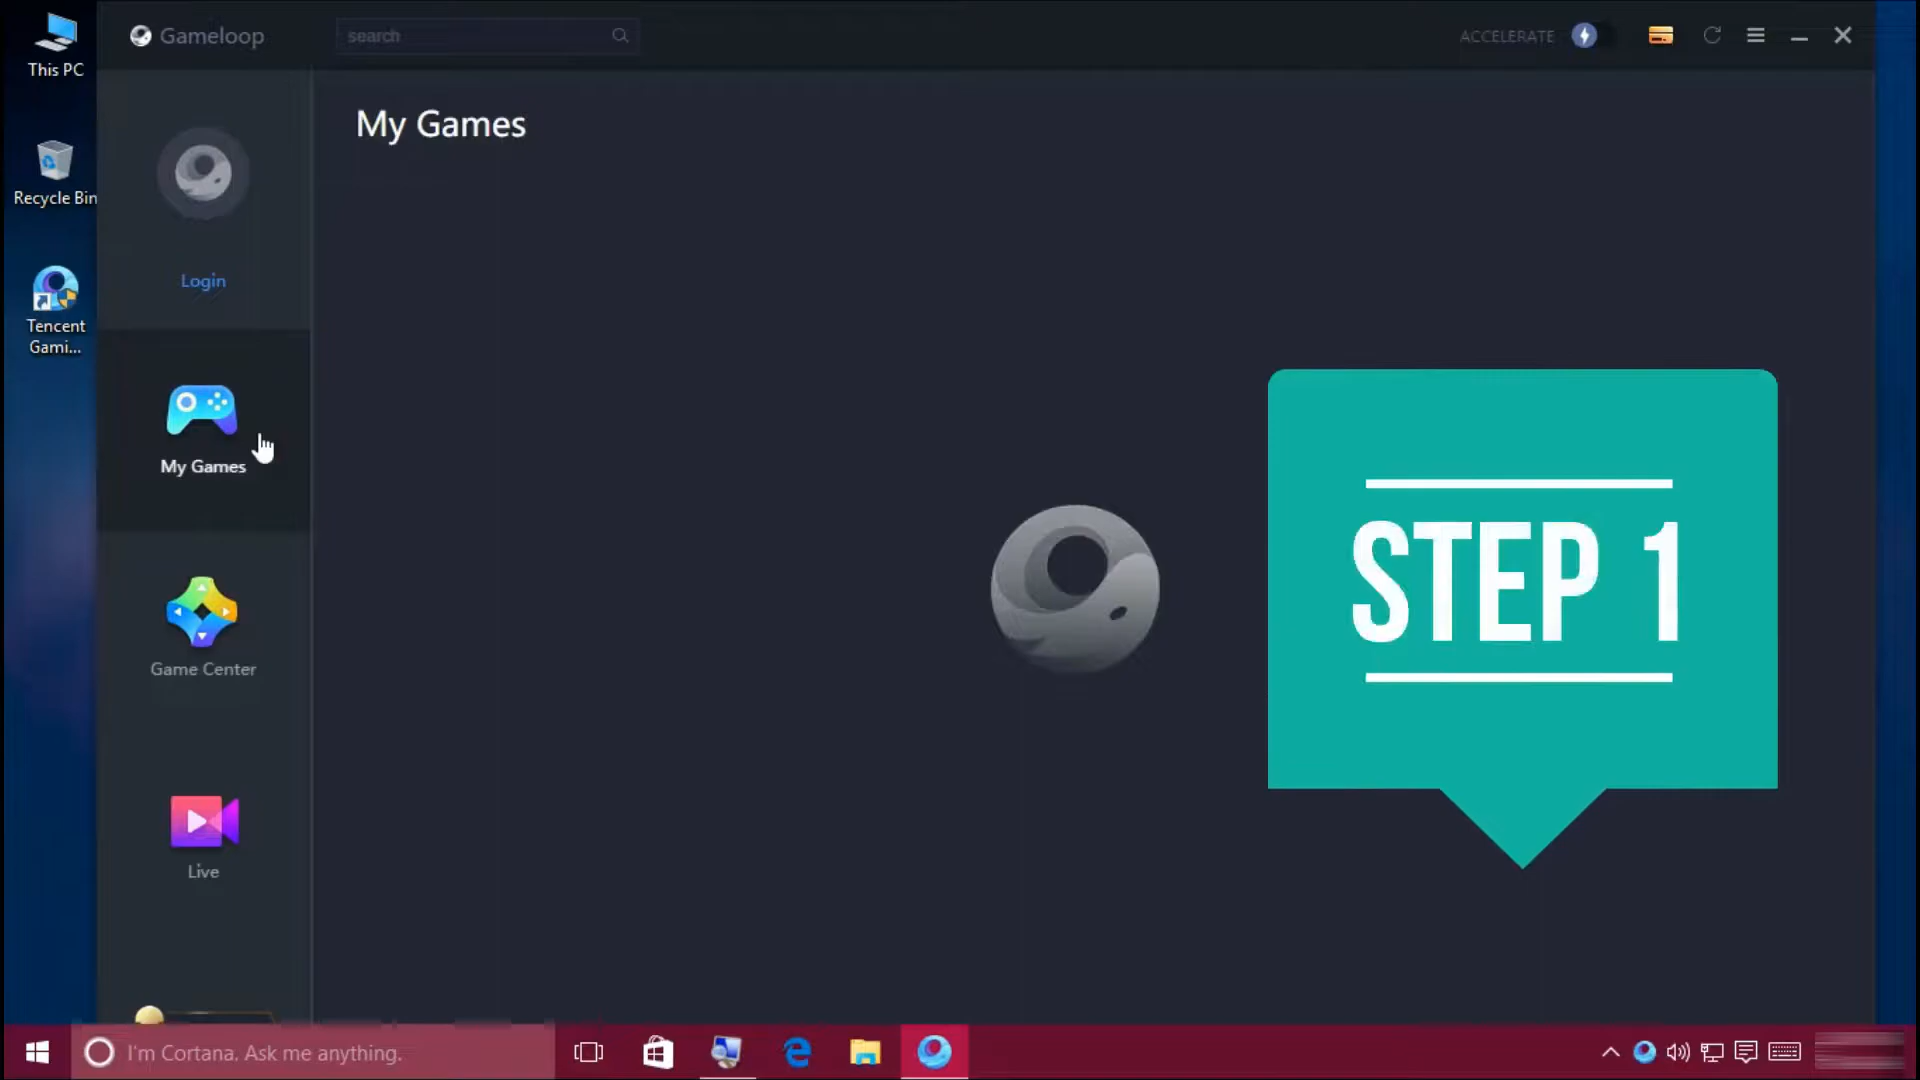 This PC
Recycle Bin
Tencent
Gami...
Gameloop
search
ACCELERATE
Login
My Games
Game Center
Live
My Games
STEP 1
I'm Cortana. Ask me anything.